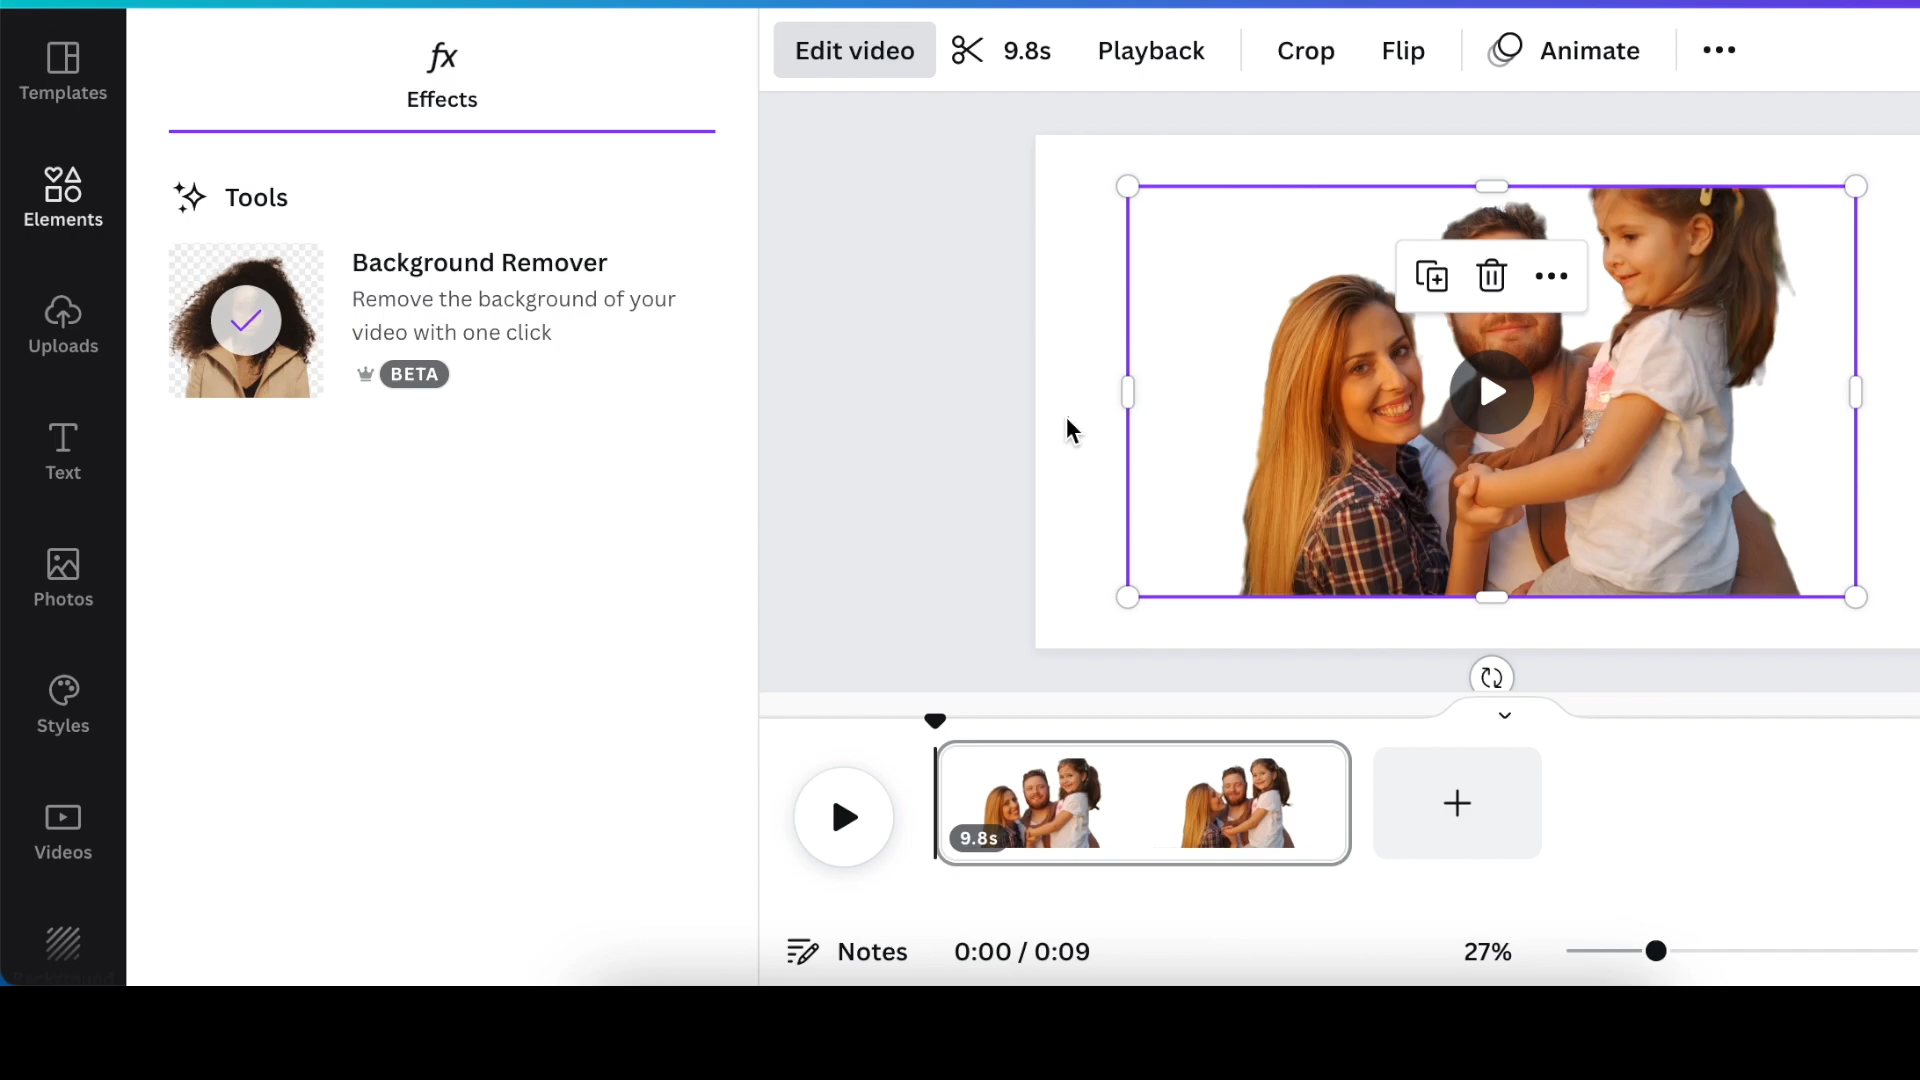 Templates
Elements
Uploads
Text
Photos
Styles
Videos
fx
Effects
Tools
Background Remover
Remove the background of your
video with one click
BETA
Edit video
9.8s
Playback
Crop
Flip
Animate
9.8s
Notes
0:00 / 0:09
27%